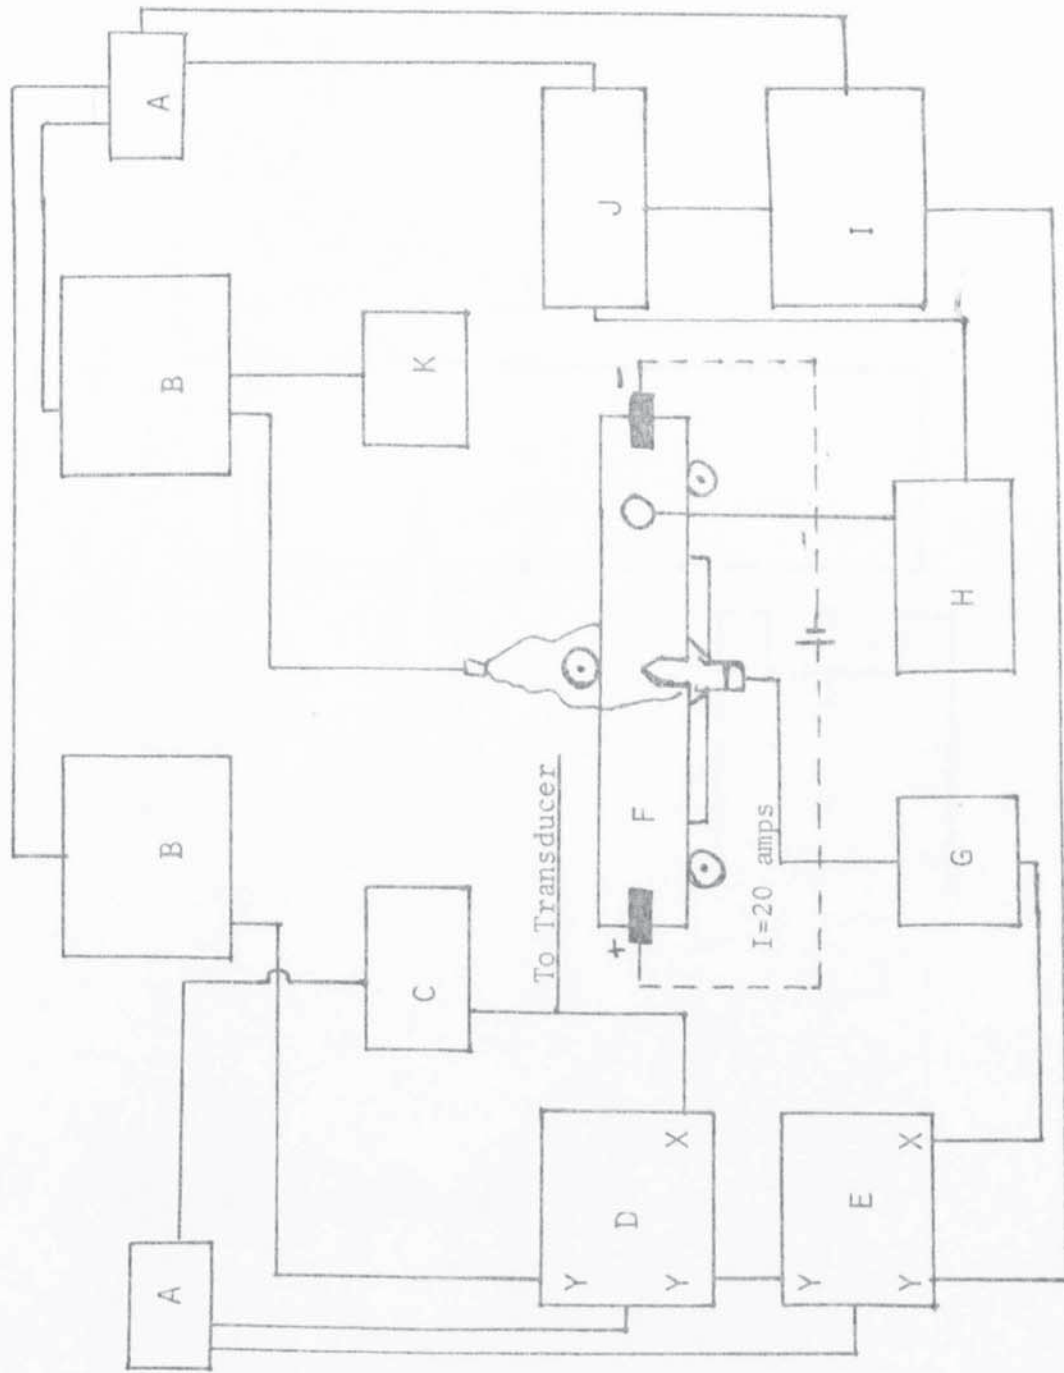 A B B A
C K
To Transducer
Y
+ -
D F J
Y X
I=20 amps
Y
E I
Y X
G H